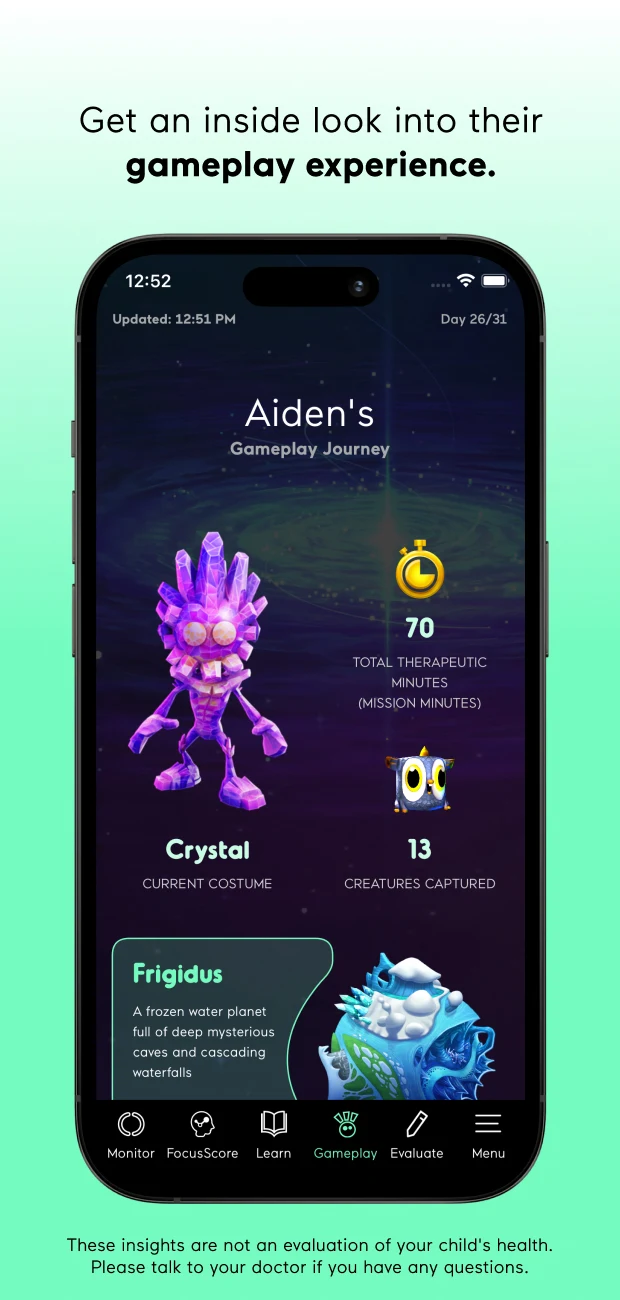 Get an inside look into their
gameplay experience.
12:52
Updated: 12:51 PM
Day 26/31
Aiden's
Gameplay Journey
70
TOTAL THERAPEUTIC
MINUTES
(MISSION MINUTES)
Crystal
CURRENT COSTUME
13
CREATURES CAPTURED
Frigidus
A frozen water planet
full of deep mysterious
caves and cascading
waterfalls
Monitor
FocusScore
Learn
Gameplay
Evaluate
Menu
These insights are not an evaluation of your child's health.
Please talk to your doctor if you have any questions.